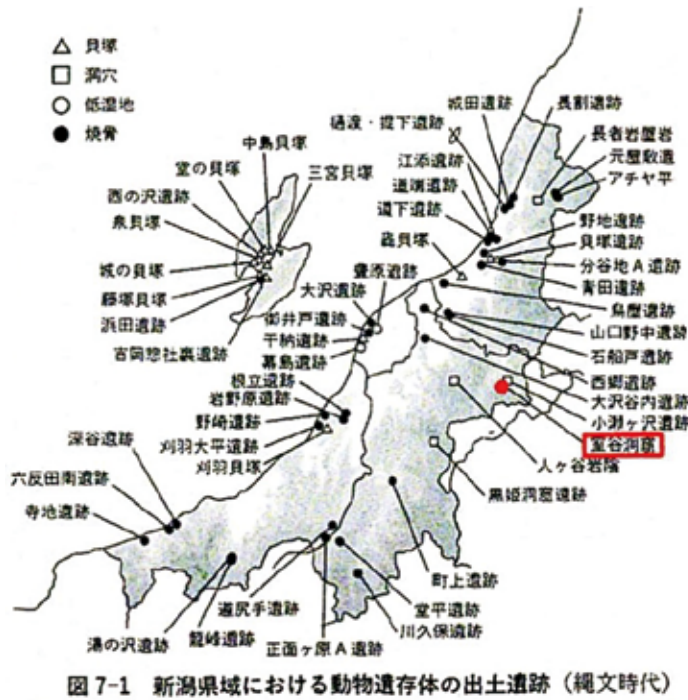 貝塚
洞穴
低湿地
焼骨
城田遺跡
長割遺跡
樋渡・堤下遺跡
長者岩屋岩
中島貝塚
江添遺跡
元屋敷遺
堂の貝塚
三宮貝塚
道端遺跡
アチヤ平
西の沢遺跡
道下遺跡
野地遺跡
泉貝塚
貝塚遺跡
豊原遺跡
分谷地A遺跡
城の貝塚
大沢遺跡
青田遺跡
藤塚貝塚
御井戸遺跡
鳥屋遺跡
浜田遺跡
干納遺跡
山口野中遺跡
吉岡惣社裏遺跡
幕島遺跡
石船戸遺跡
根立遺跡
西郷遺跡
岩野原遺跡
大沢谷内遺跡
野崎遺跡
小瀬ヶ沢遺跡
深谷遺跡
刈羽大平遺跡
室谷洞窟
刈羽貝塚
人ヶ谷岩陰
六反田南遺跡
黒姫洞窟遺跡
寺地遺跡
町上遺跡
道尻手遺跡
堂平遺跡
湯の沢遺跡
籠峰遺跡
川久保遺跡
正面ヶ原A遺跡
図7-1 新潟県域における動物遺存体の出土遺跡（縄文時代）